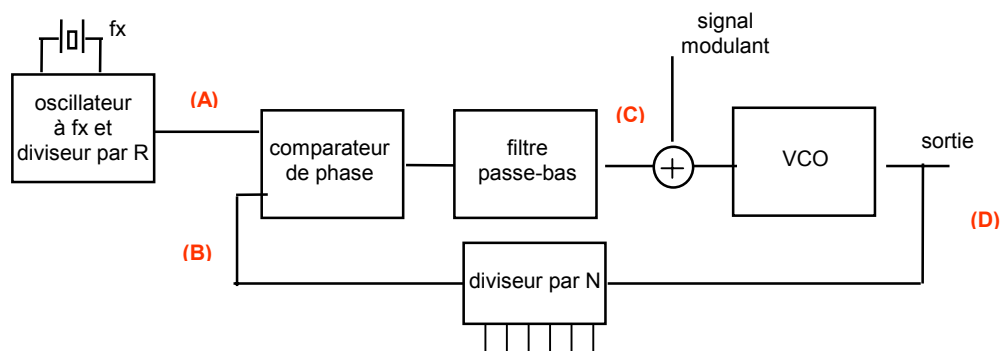 fx
signal
modulant
oscillateur
à fx et
diviseur par R
(A)
comparateur
de phase
filtre
passe-bas
(C)
+
VCO
sortie
(D)
(B)
diviseur par N